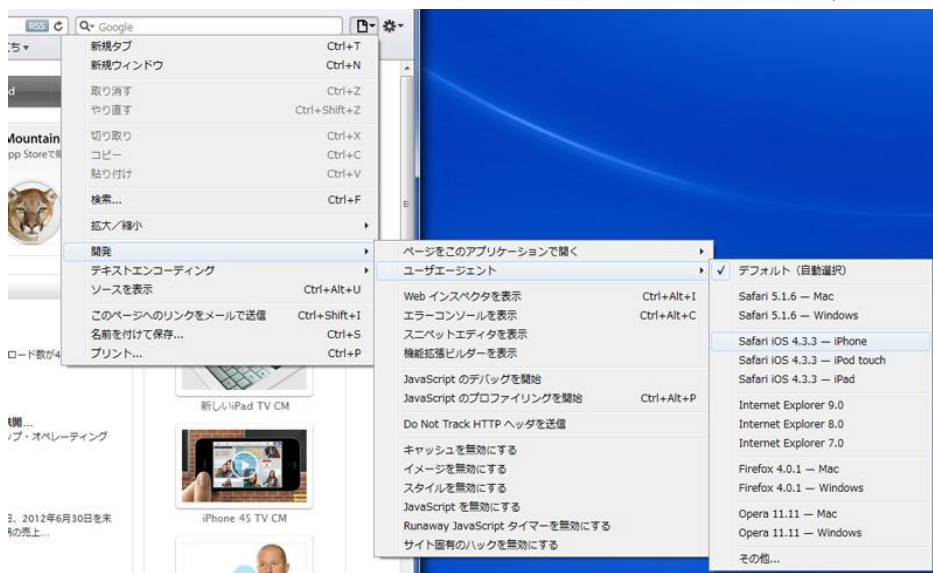 RSS
Google
新規タブ Ctrl+T
新規ウィンドウ Ctrl+N
取り消す Ctrl+Z
やり直す Ctrl+Shift+Z
切り取り Ctrl+X
コピー Ctrl+C
貼り付け Ctrl+V
検索... Ctrl+F
拡大／縮小
開発
テキストエンコーディング
ソースを表示 Ctrl+Alt+U
このページへのリンクをメールで送信 Ctrl+Shift+I
名前を付けて保存... Ctrl+S
プリント... Ctrl+P
ページをこのアプリケーションで開く
ユーザエージェント
Web インスペクタを表示 Ctrl+Alt+I
エラーコンソールを表示 Ctrl+Alt+C
スニペットエディタを表示
機能拡張ビルダーを表示
JavaScript のデバッグを開始
JavaScript のプロファイリングを開始 Ctrl+Alt+P
Do Not Track HTTP ヘッダを送信
キャッシュを無効にする
イメージを無効にする
スタイルを無効にする
JavaScript を無効にする
Runaway JavaScript タイマーを無効にする
サイト固有のハックを無効にする
✓ デフォルト（自動選択）
Safari 5.1.6 — Mac
Safari 5.1.6 — Windows
Safari iOS 4.3.3 — iPhone
Safari iOS 4.3.3 — iPod touch
Safari iOS 4.3.3 — iPad
Internet Explorer 9.0
Internet Explorer 8.0
Internet Explorer 7.0
Firefox 4.0.1 — Mac
Firefox 4.0.1 — Windows
Opera 11.11 — Mac
Opera 11.11 — Windows
その他...
Mountain
pp Storeで
ロード数が4
開...
ップ・オペレーティング
日、2012年6月30日を末
の売上...
新しいiPad TV CM
iPhone 4S TV CM